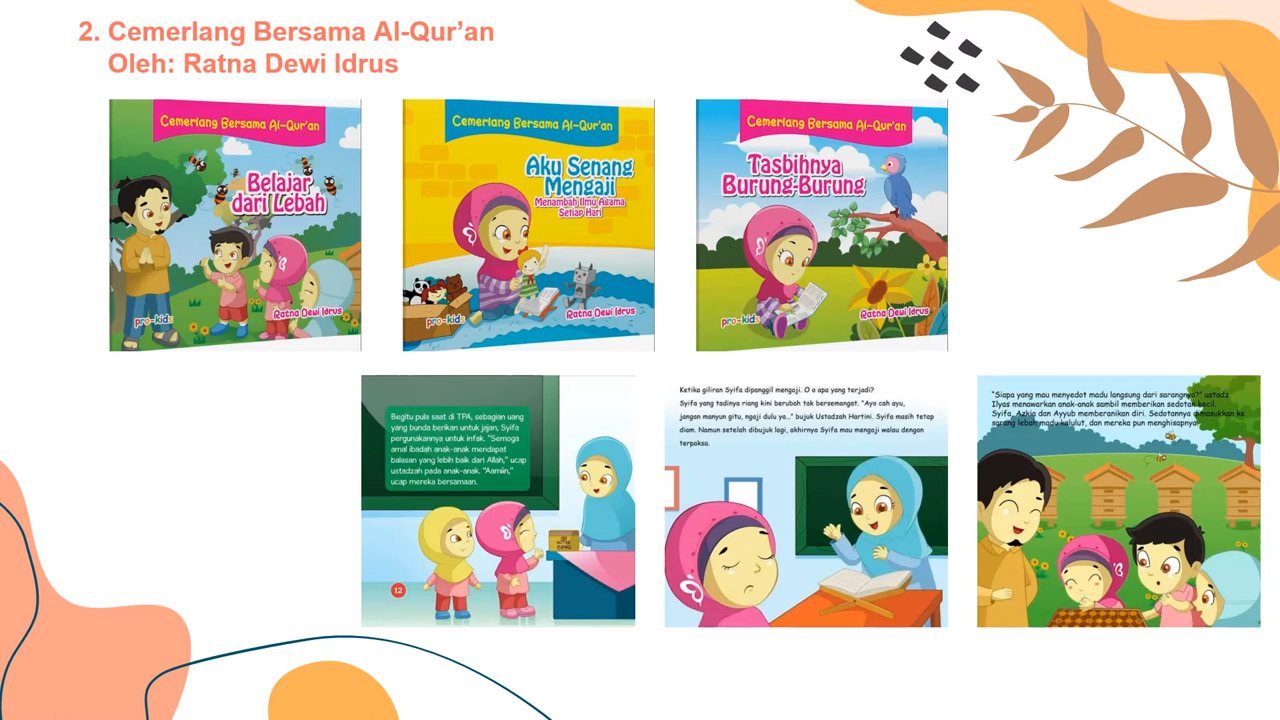 2. Cemerlang Bersama Al-Qur’an
Oleh: Ratna Dewi Idrus
Cemerlang Bersama Al-Qur’an
Belajar
dari Lebah
Ratna Dewi Idrus
pro-kids
Cemerlang Bersama Al-Qur’an
Aku Senang
Mengaji
Menambah Ilmu Agama
Setiap Hari
Ratna Dewi Idrus
pro-kids
Cemerlang Bersama Al-Qur’an
Tasbihnya
Burung-Burung
Ratna Dewi Idrus
pro-kids
Begitu pula saat di TPA, sebagian uang
yang bunda berikan untuk jajan, Syifa
pergunakannya untuk infak. “Semoga
amal ibadah anak-anak mendapat
balasan yang lebih baik dari Allah,” ucap
ustadzah pada anak-anak. “Aamiin,”
ucap mereka bersamaan.
12
Ketika giliran Syifa dipanggil mengaji. O o apa yang terjadi?
Syifa yang tadinya riang kini berubah tak bersemangat. “Ayo cah ayu,
jangan manyun gitu, ngaji dulu ya...” bujuk Ustadzah Hartini. Syifa masih tetap
diam. Namun setelah dibujuk lagi, akhirnya Syifa mau mengaji walau dengan
terpaksa.
“Siapa yang mau menyedot madu langsung dari sarangnya?” ustadz
Ilyas menawarkan anak-anak sambil memberikan sedotan kecil.
Syifa, Azkia dan Ayyub memberanikan diri. Sedotannya dimasukkan ke
sarang lebah madu kalulut, dan mereka pun menghisapnya.